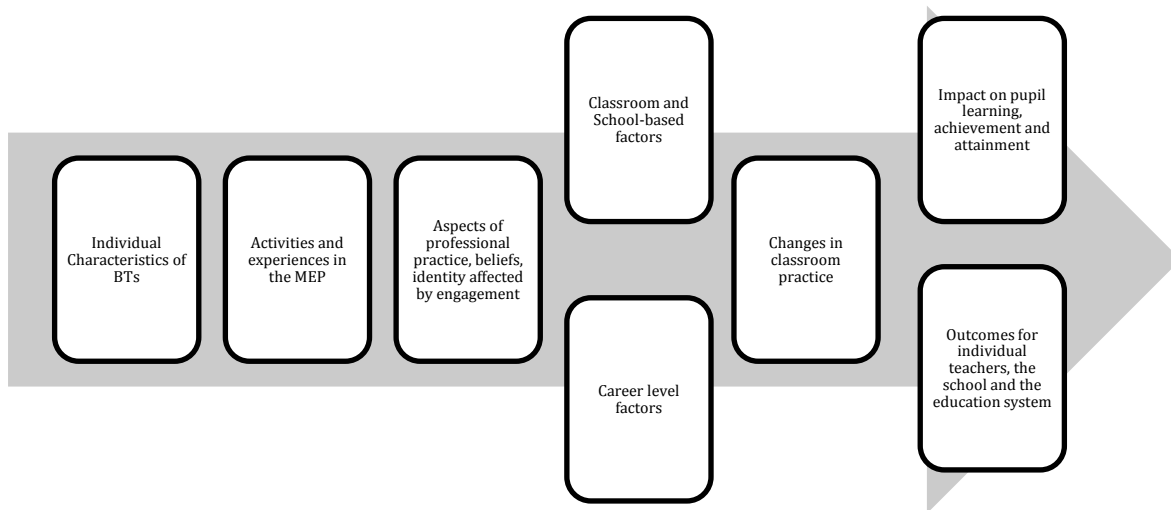 Individual
Characteristics of
BTs
Activities and
experiences in
the MEP
Aspects of
professional
practice, beliefs,
identity affected
by engagement
Classroom and
School-based
factors
Career level
factors
Changes in
classroom
practice
Impact on pupil
learning,
achievement and
attainment
Outcomes for
individual
teachers, the
school and the
education system